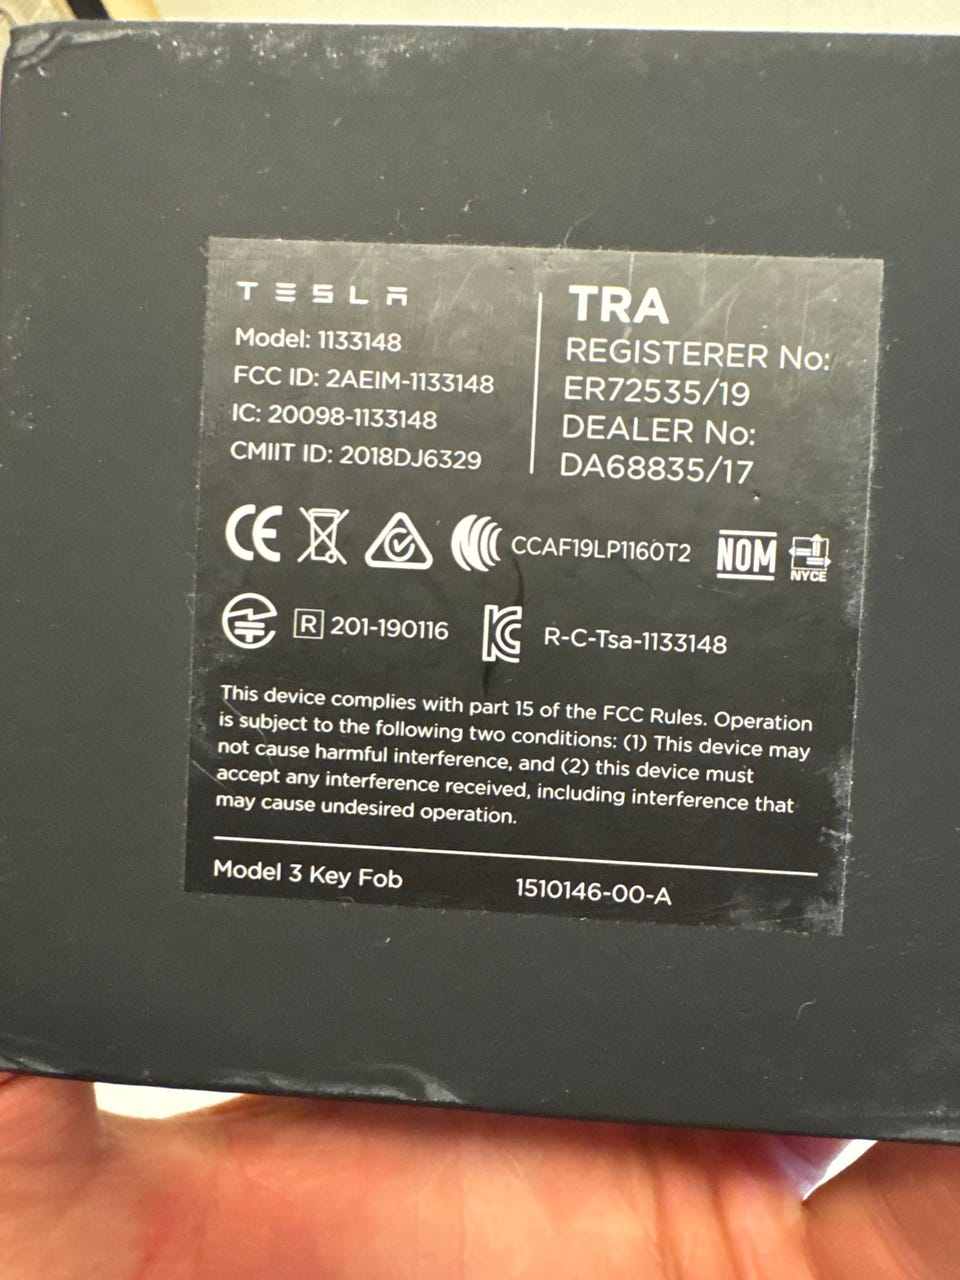 TESLA
Model: 1133148
FCC ID: 2AEIM-1133148
IC: 20098-1133148
CMIIT ID: 2018DJ6329
TRA
REGISTERER No:
ER72535/19
DEALER No:
DA68835/17
CE
CCAF19LP1160T2
NOM
NYCE
R 201-190116
KC
R-C-Tsa-1133148
This device complies with part 15 of the FCC Rules. Operation
is subject to the following two conditions: (1) This device may
not cause harmful interference, and (2) this device must
accept any interference received, including interference that
may cause undesired operation.
Model 3 Key Fob
1510146-00-A